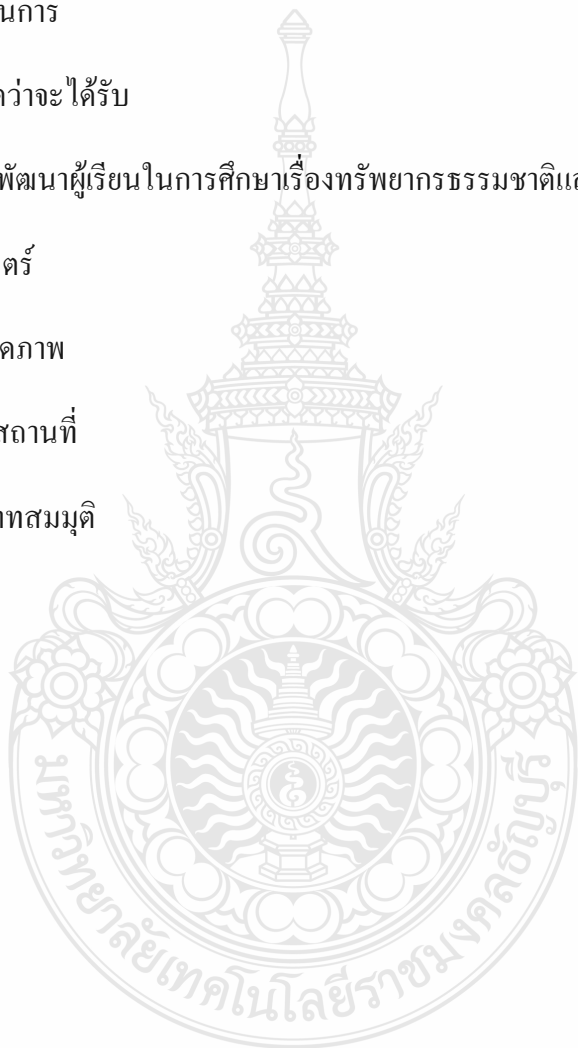 นการ
ว่าจะได้รับ
พัฒนาผู้เรียนในการศึกษาเรื่องทรัพยากรธรรมชาติแล
ตร์
ดภาพ
สถานที่
าทสมมุติ
มหาวิทยาลัยเทคโนโลยีราชมงคลธัญบุรี